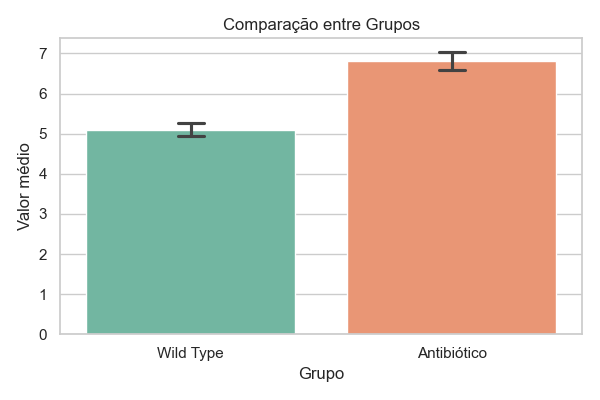 Comparação entre Grupos
Valor médio
7
6
5
4
3
2
1
0
Wild Type
Antibiótico
Grupo